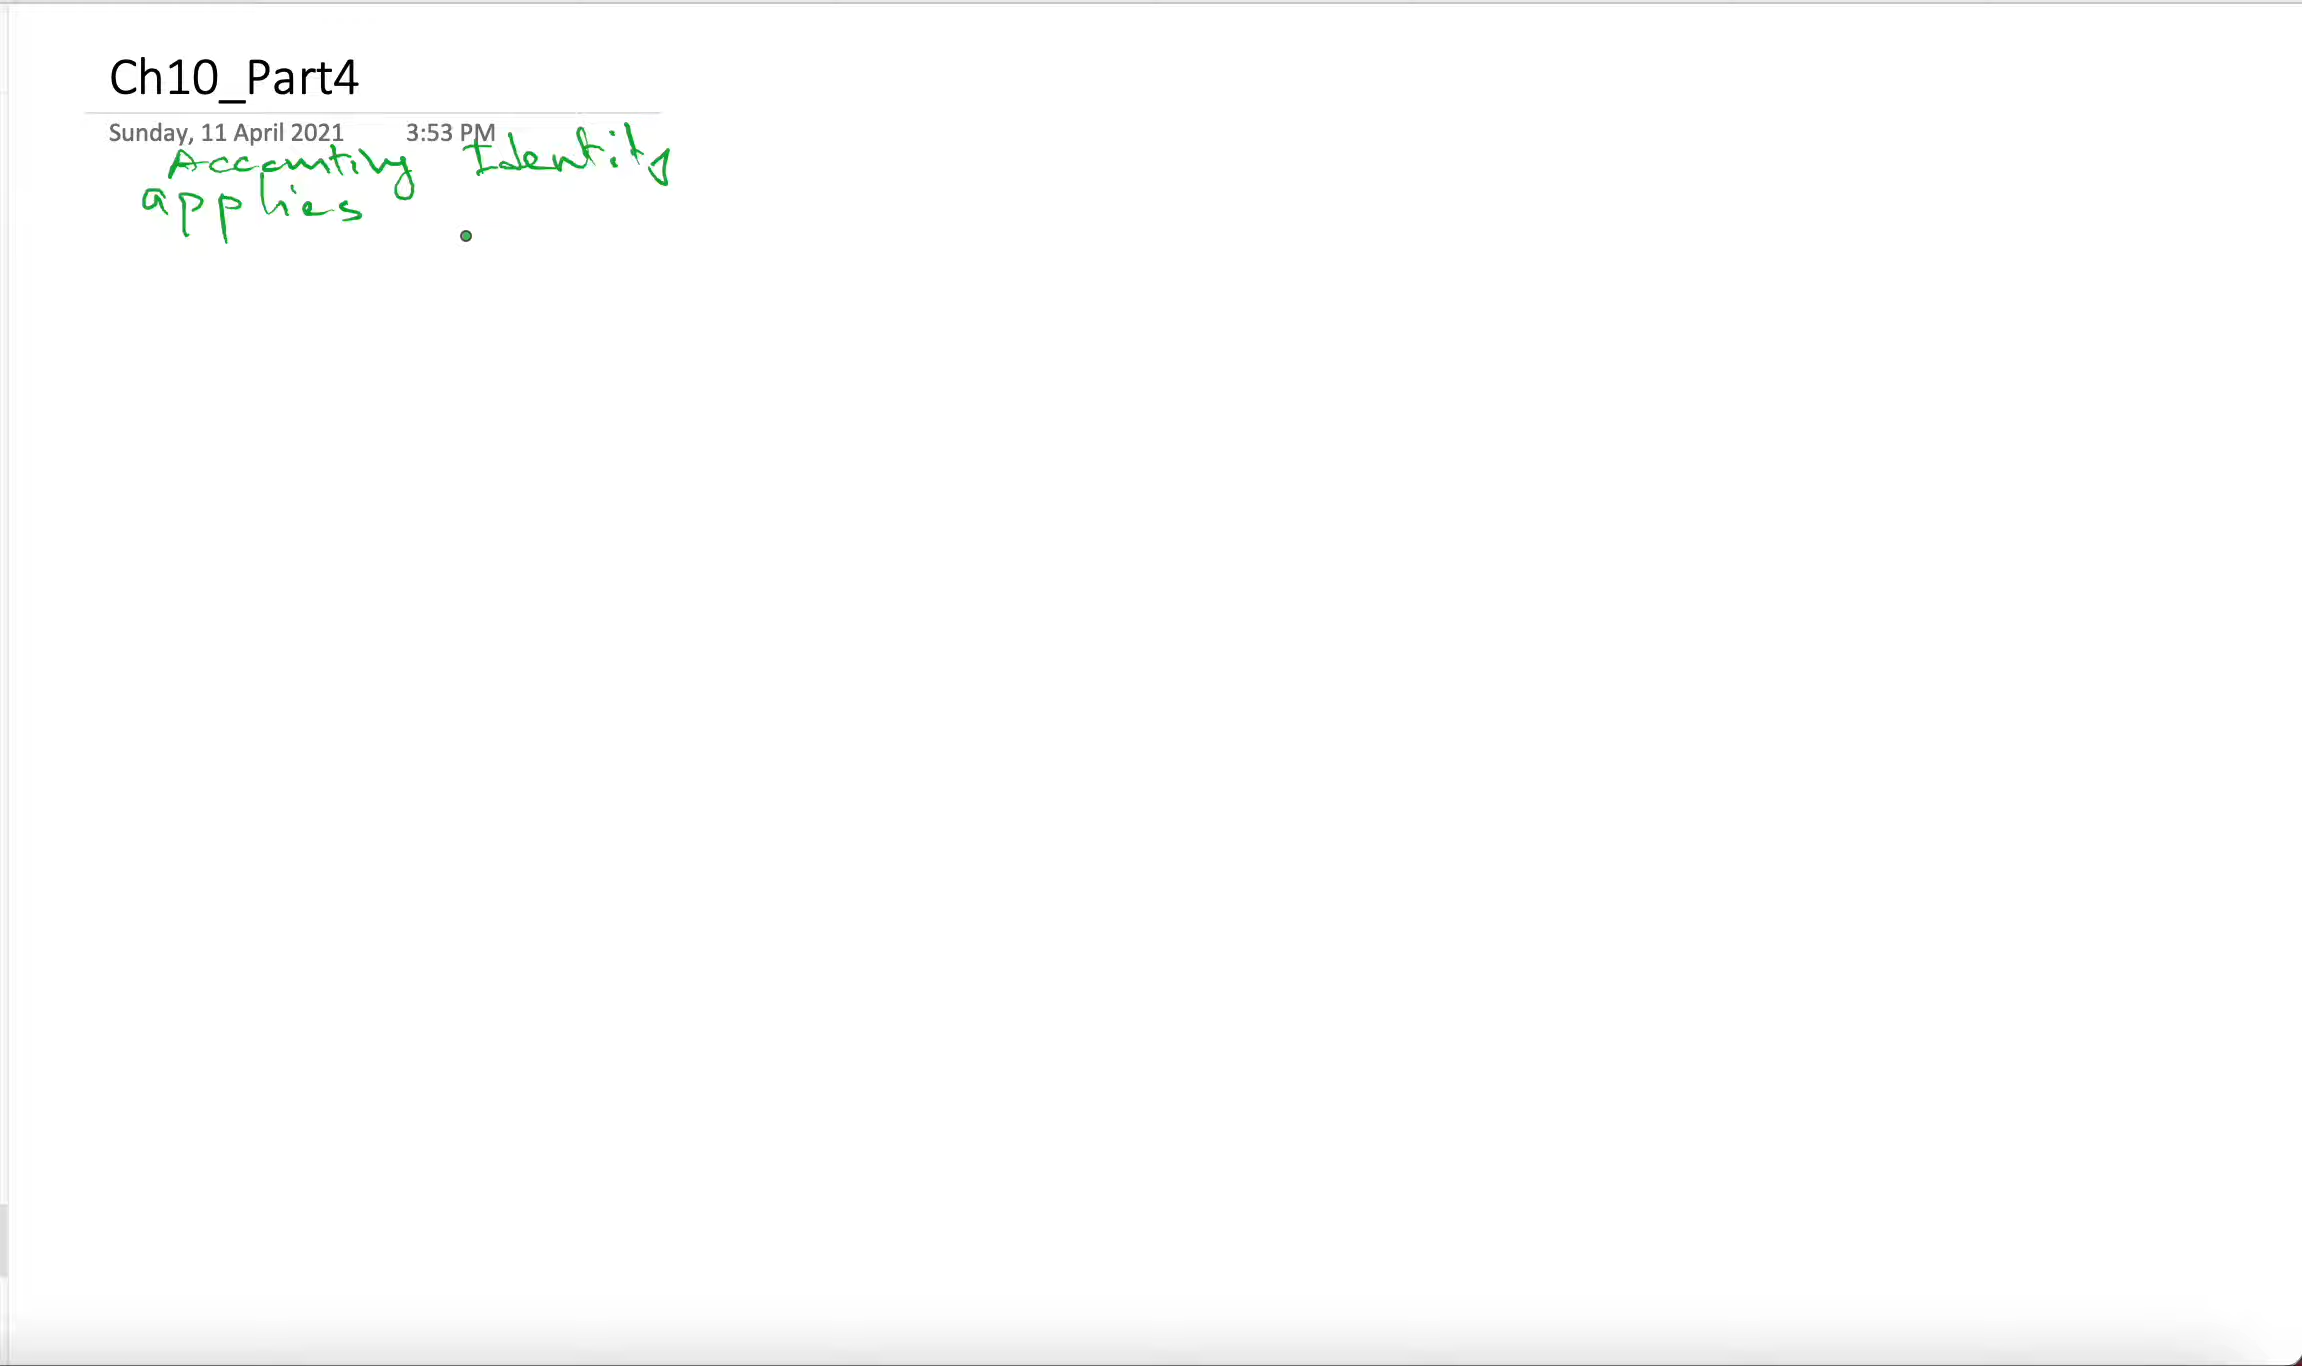 Ch10_Part4
Sunday, 11 April 2021 3:53 PM
Accounting Identity
applies